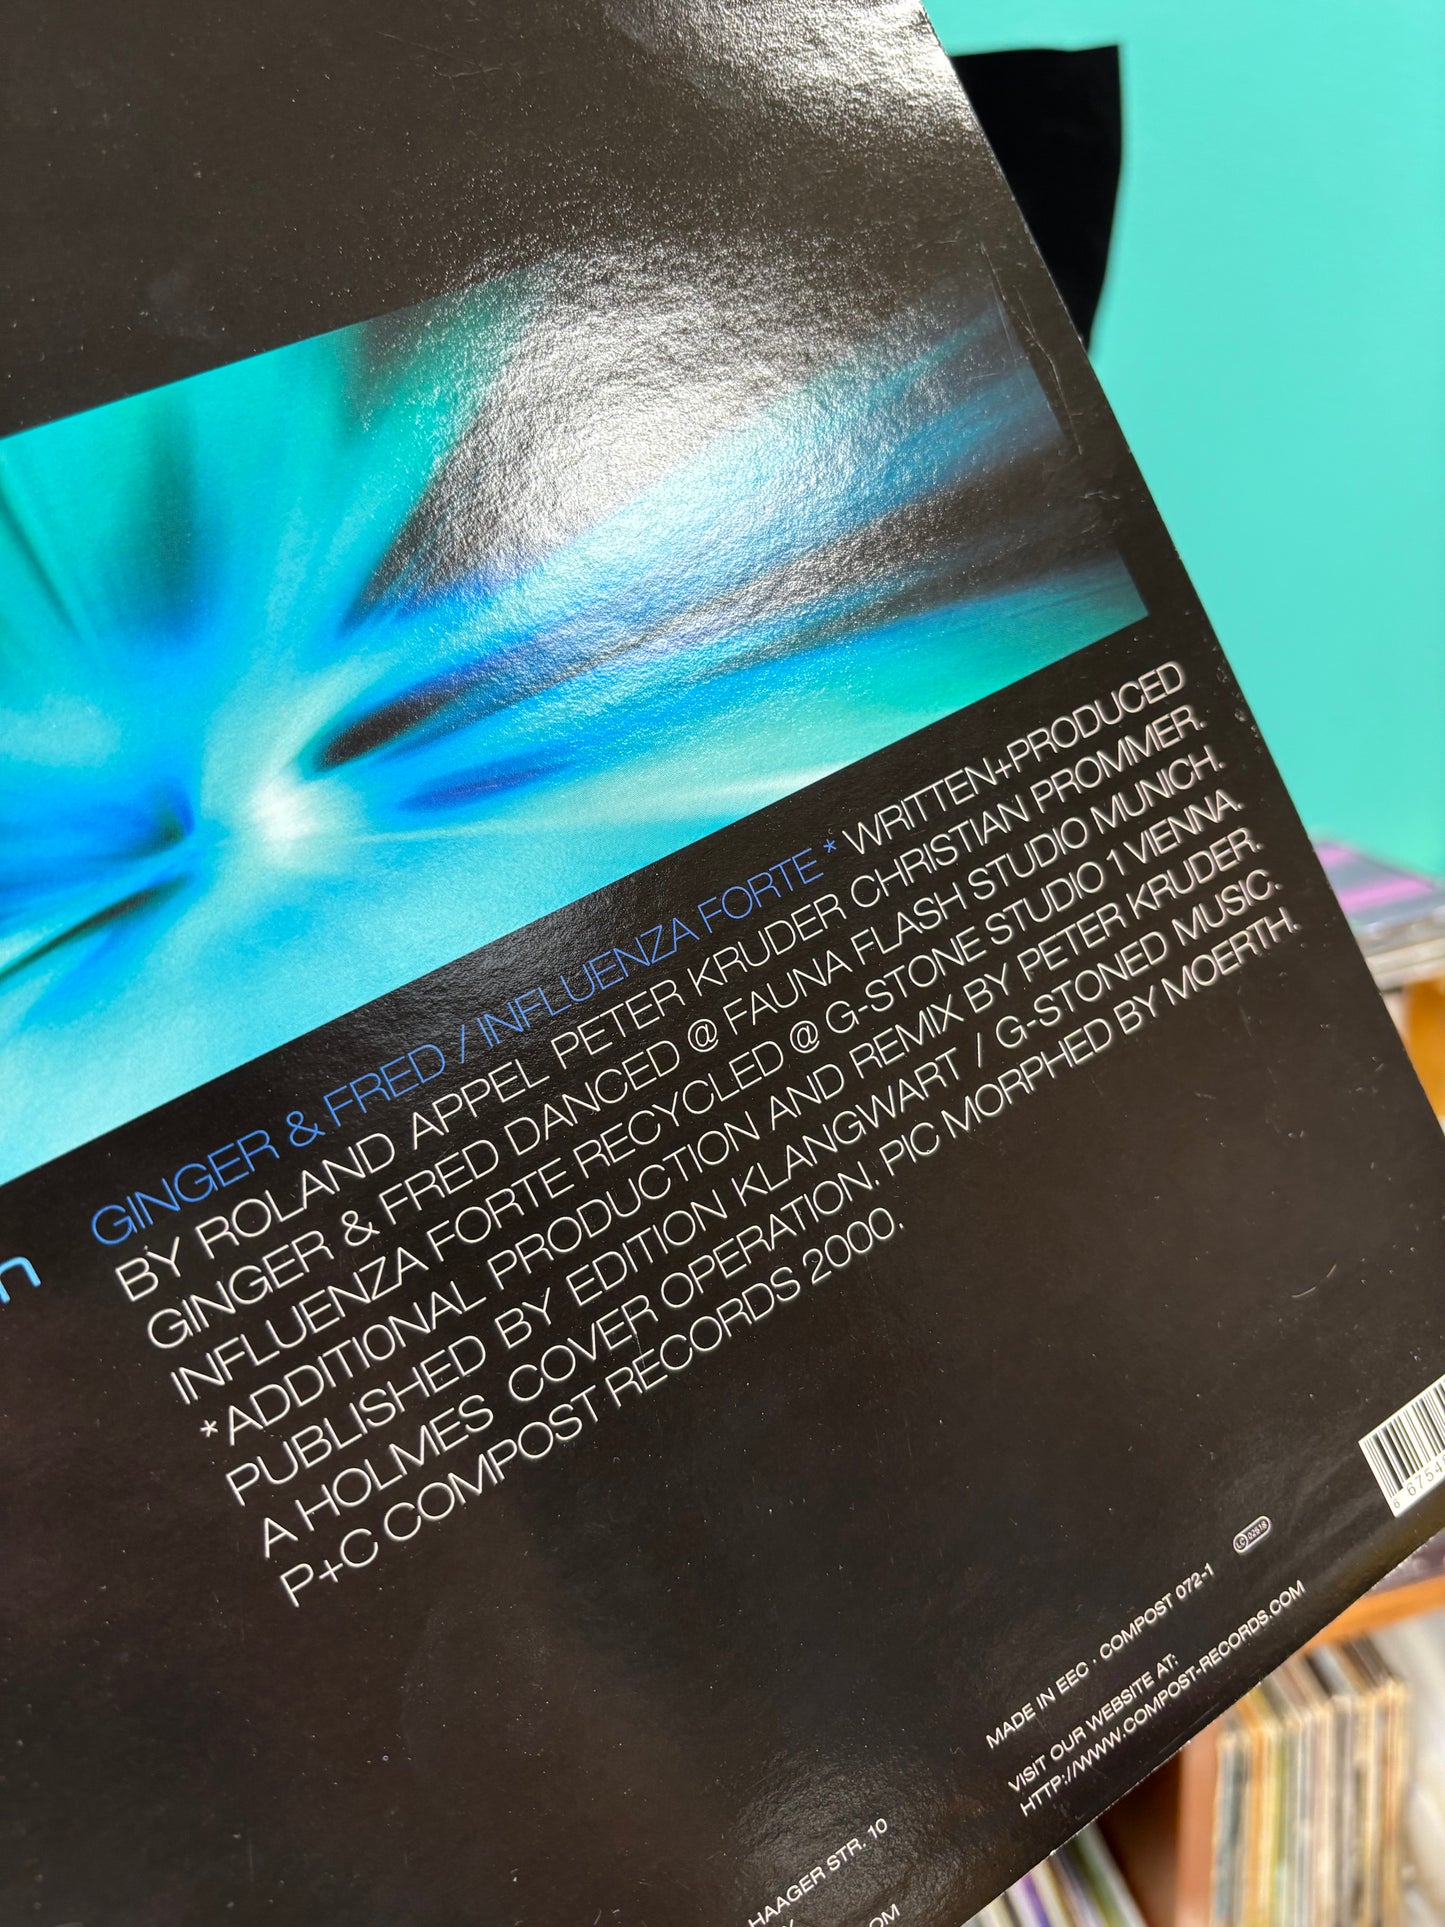 GINGER & FRED / INFLUENZA FORTE * WRITTEN+PRODUCED
BY ROLAND APPEL PETER KRUDER CHRISTIAN PROMMER.
GINGER & FRED DANCED @ FAUNA FLASH STUDIO MUNICH.
INFLUENZA FORTE RECYCLED @ G-STONE STUDIO 1 VIENNA.
*ADDITIONAL PRODUCTION AND REMIX BY PETER KRUDER.
PUBLISHED BY EDITION KLANGWART / G-STONED MUSIC.
A HOLMES COVER OPERATION. PIC MORPHED BY MOERTH.
P+C COMPOST RECORDS 2000.
MADE IN EEC · COMPOST 072-1
LC 02518
VISIT OUR WEBSITE AT:
HTTP://WWW.COMPOST-RECORDS.COM
HAAGER STR. 10